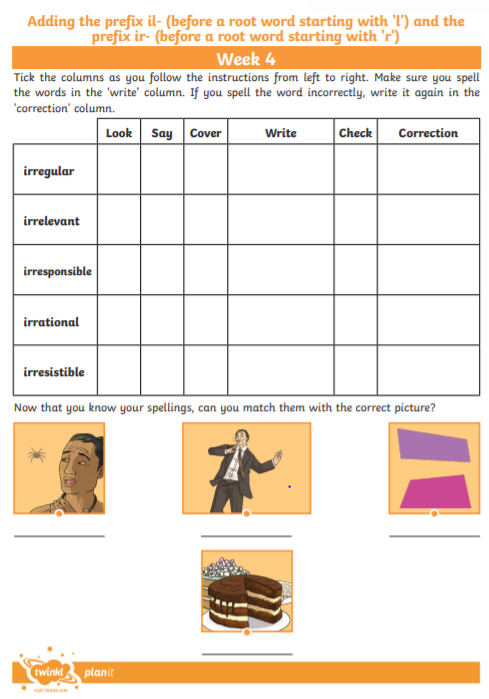 Adding the prefix il- (before a root word starting with 'l') and the
prefix ir- (before a root word starting with 'r')
Week 4
Tick the columns as you follow the instructions from left to right. Make sure you spell
the words in the 'write' column. If you spell the word incorrectly, write it again in the
'correction' column.
Look Say Cover Write Check Correction
irregular
irrelevant
irresponsible
irrational
irresistible
Now that you know your spellings, can you match them with the correct picture?
twinkl planit
visit twinkl.com